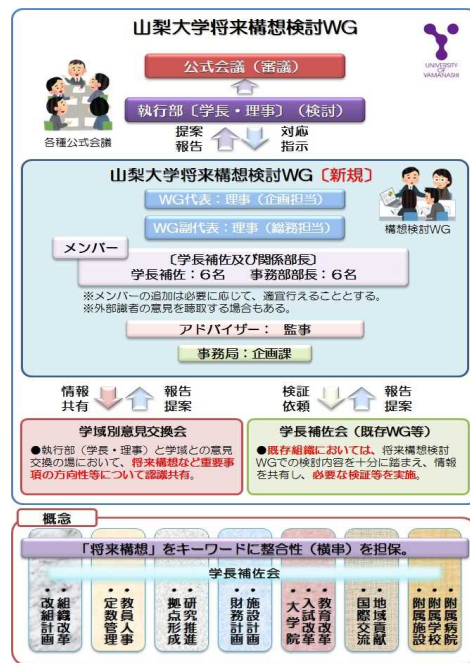 山梨大学将来構想検討WG
UNIVERSITY
OF
YAMANASHI
公式会議（審議）
執行部〔学長・理事〕（検討）
各種公式会議
提案
報告
対応
指示
山梨大学将来構想検討WG〔新規〕
WG代表：理事（企画担当）
WG副代表：理事（総務担当）
構想検討WG
メンバー
〔学長補佐及び関係部長〕
学長補佐：６名　事務部部長：６名
※メンバーの追加は必要に応じて、適宜行えることとする。
※外部識者の意見を聴取する場合もある。
アドバイザー：　監事
事務局：企画課
情報
共有
報告
提案
検証
依頼
報告
提案
学域別意見交換会
●執行部（学長・理事）と学域との意見
交換の場において、将来構想など重要事
項の方向性等について認識共有。
学長補佐会（既存WG等）
●既存組織においては、将来構想検討
WGでの検討内容を十分に踏まえ、情報
を共有し、必要な検証等を実施。
概念
「将来構想」をキーワードに整合性（横串）を担保。
学長補佐会
・組織改革
・改組計画
・教員人事
・定数管理
・研究推進
・拠点形成
・施設計画
・財務計画
・教育改革
・入試改革
・大学院
・地域貢献
・国際交流
・附属病院
・附属学校
・附属施設